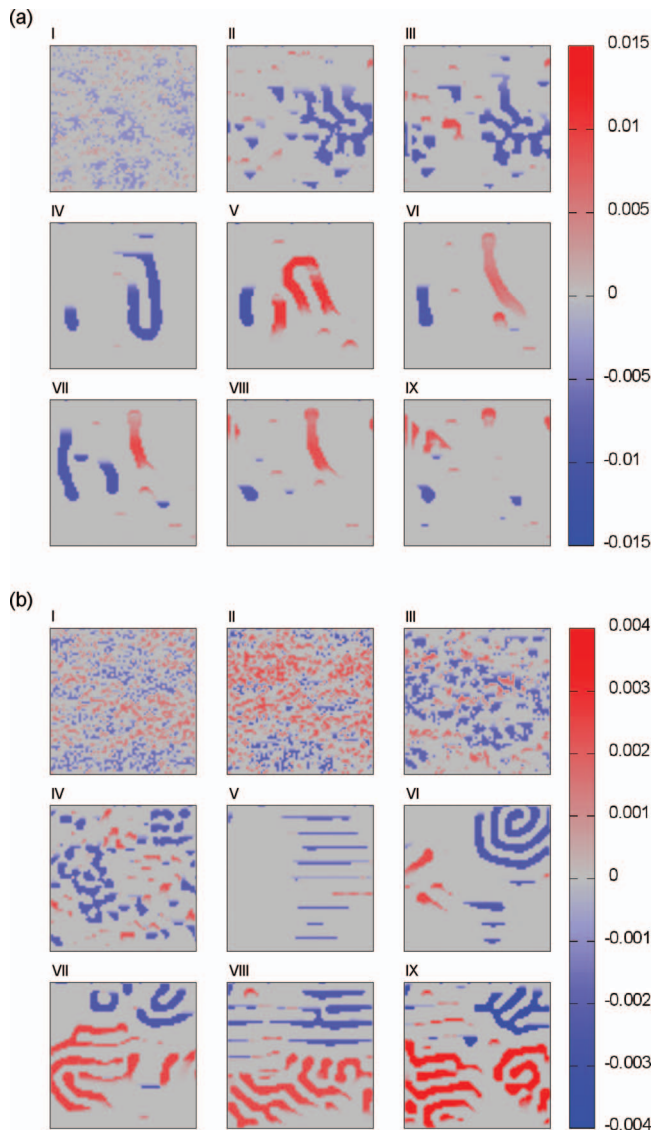 (a)
I II III
0.015
0.01
IV V VI
0.005
0
-0.005
VII VIII IX
-0.01
-0.015
(b)
I II III
0.004
0.003
0.002
IV V VI
0.001
0
-0.001
VII VIII IX
-0.002
-0.003
-0.004